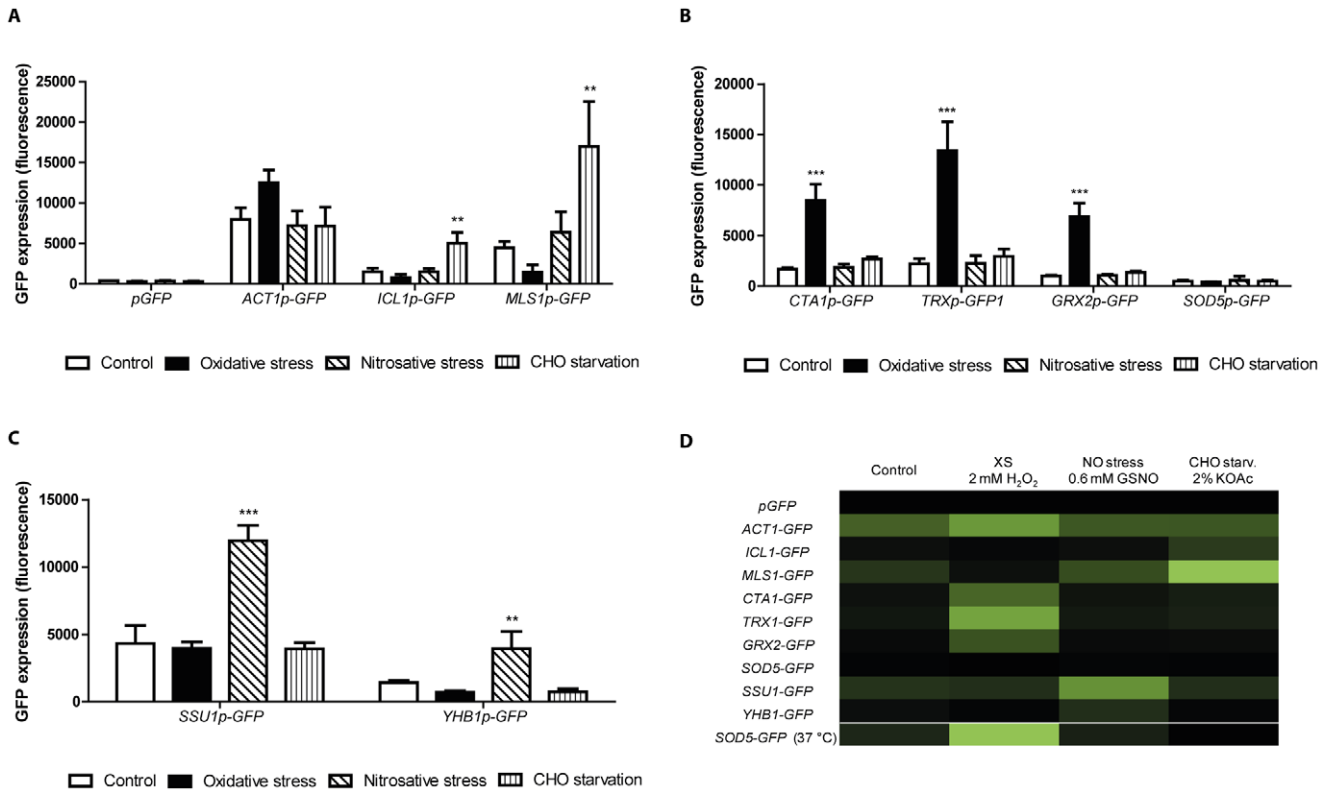 A
GFP expression (fluorescence)
30000
25000
20000
15000
10000
5000
0
**
**
pGFP
ACT1p-GFP
ICL1p-GFP
MLS1p-GFP
Control
Oxidative stress
Nitrosative stress
CHO starvation
B
GFP expression (fluorescence)
20000
15000
10000
5000
0
***
***
***
CTA1p-GFP
TRXp-GFP1
GRX2p-GFP
SOD5p-GFP
Control
Oxidative stress
Nitrosative stress
CHO starvation
C
GFP expression (fluorescence)
15000
10000
5000
0
***
**
SSU1p-GFP
YHB1p-GFP
Control
Oxidative stress
Nitrosative stress
CHO starvation
D
Control
XS
2 mM H₂O₂
NO stress
0.6 mM GSNO
CHO starv.
2% KOAc
pGFP
ACT1-GFP
ICL1-GFP
MLS1-GFP
CTA1-GFP
TRX1-GFP
GRX2-GFP
SOD5-GFP
SSU1-GFP
YHB1-GFP
SOD5-GFP (37 °C)